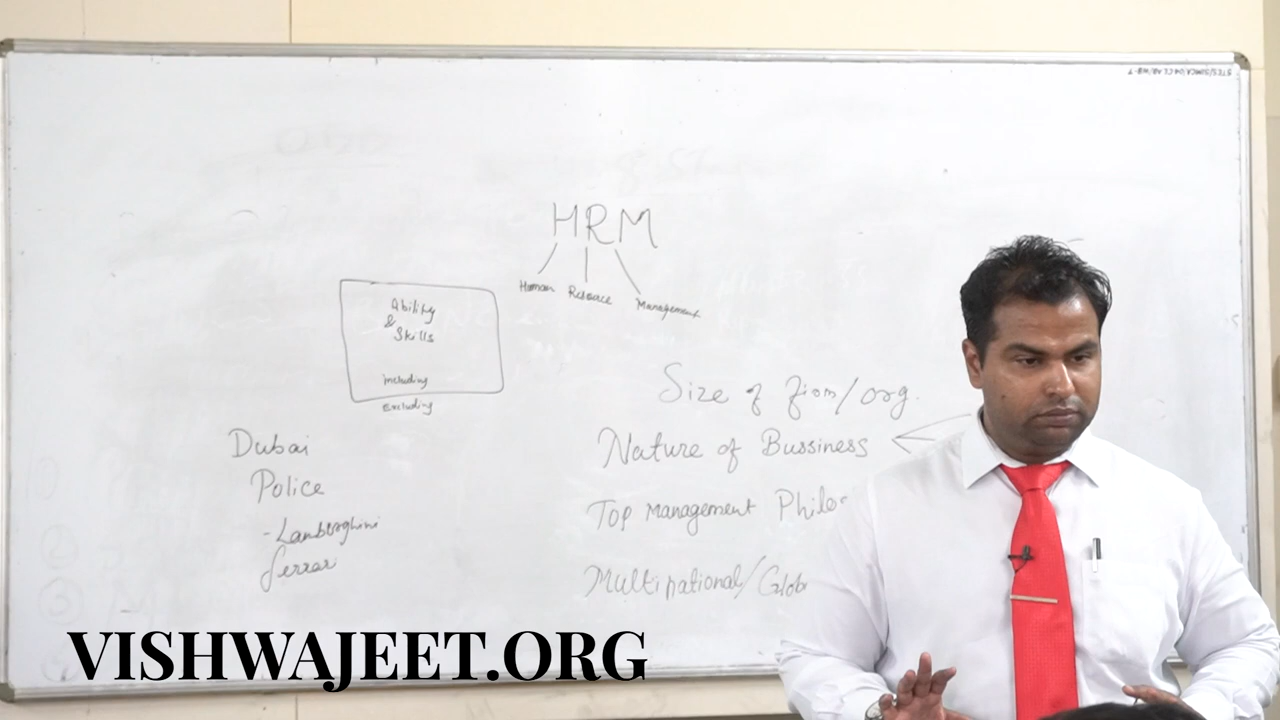 HRM
Human Resource Management
Ability
&
Skills
including
Excluding
Size of firm/org.
Nature of Bussiness
Top management Philo
Multinational/Glob
Dubai
Police
-Lamborghini
ferrari
VISHWAJEET.ORG